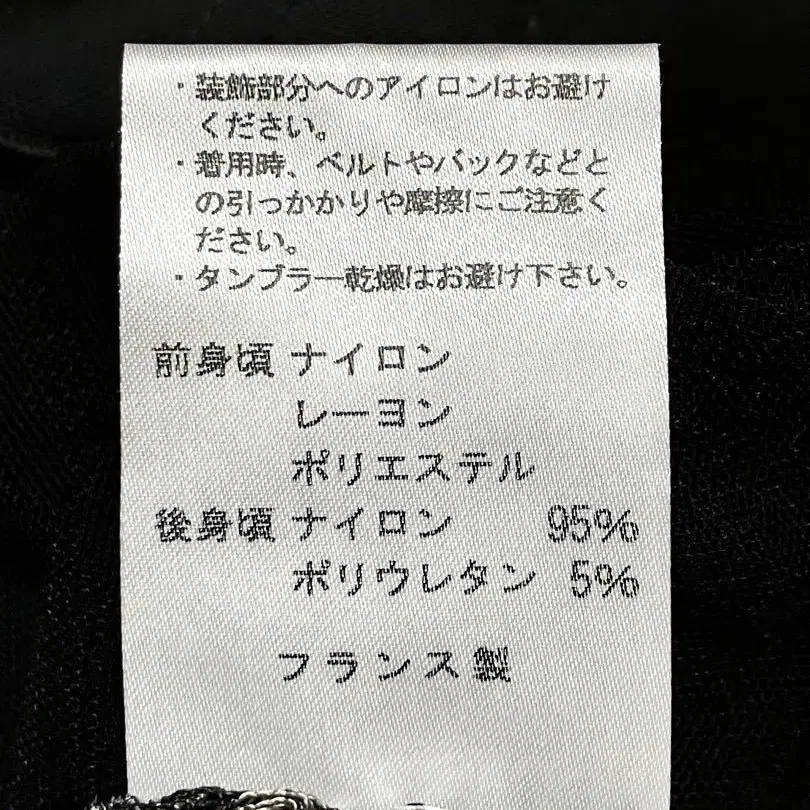 ・装飾部分へのアイロンはお避け
ください。
・着用時、ベルトやバックなどと
の引っかかりや摩擦にご注意く
ださい。
・タンブラー乾燥はお避け下さい。
前身頃 ナイロン
レーヨン
ポリエステル
後身頃 ナイロン 95%
ポリウレタン 5%
フランス製